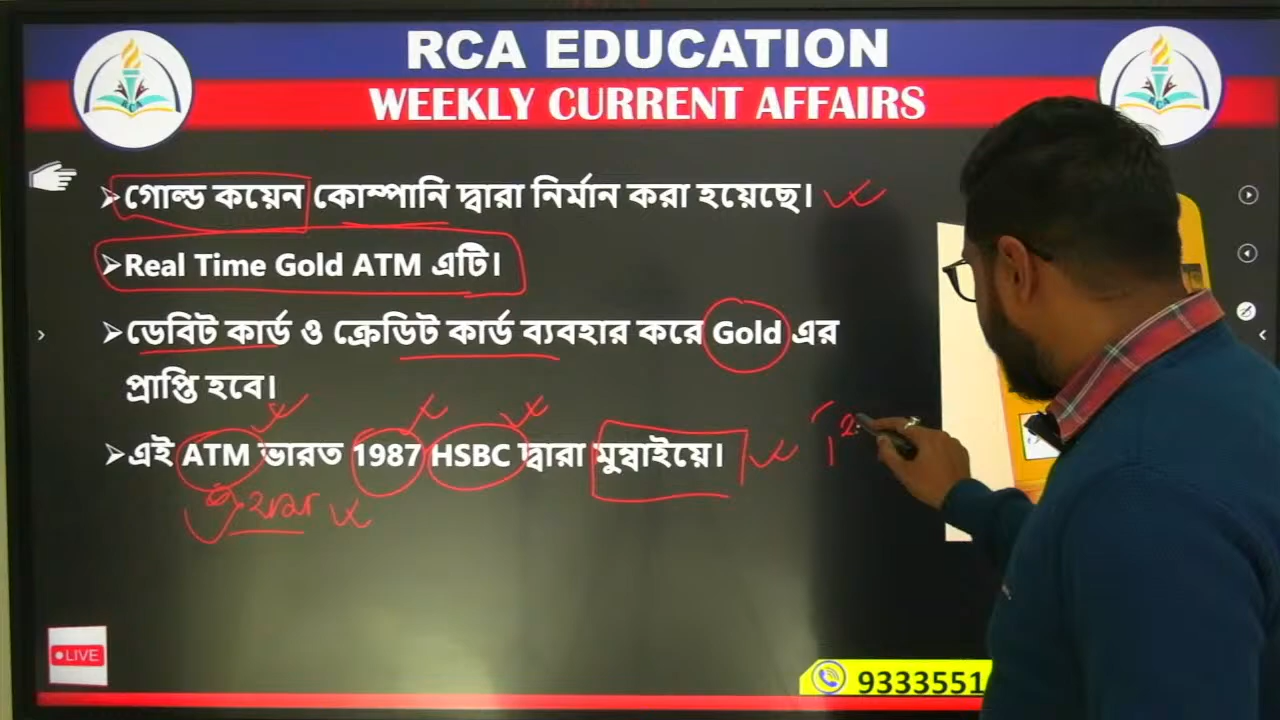 RCA EDUCATION
WEEKLY CURRENT AFFAIRS
RCA
➢গোল্ড কয়েন কোম্পানি দ্বারা নির্মান করা হয়েছে।
➢Real Time Gold ATM এটি।
➢ডেবিট কার্ড ও ক্রেডিট কার্ড ব্যবহার করে Gold এর
প্রাপ্তি হবে।
➢এই ATM ভারত 1987 HSBC দ্বারা মুম্বাইয়ে।
LIVE
9333551